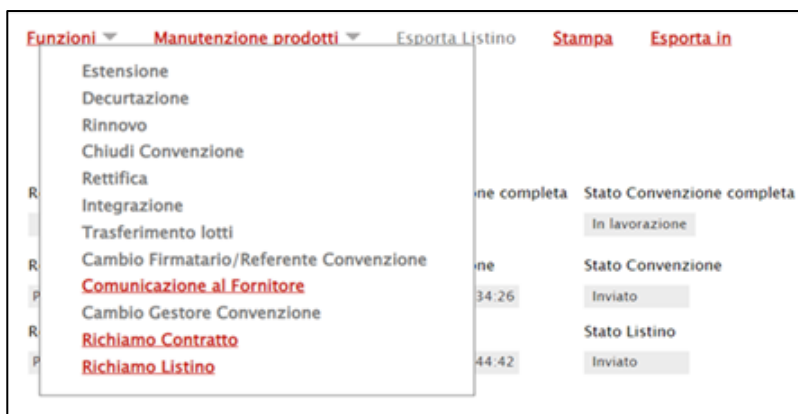 Funzioni Manutenzione prodotti Esporta Listino Stampa Esporta in
Estensione
Decurtazione
Rinnovo
Chiudi Convenzione
Rettifica
R ne completa Stato Convenzione completa
Integrazione
In lavorazione
Trasferimento lotti
Cambio Firmatario/Referente Convenzione
R ne Stato Convenzione
Comunicazione al Fornitore
P 34:26 Inviato
Cambio Gestore Convenzione
R Stato Listino
Richiamo Contratto
P 44:42 Inviato
Richiamo Listino